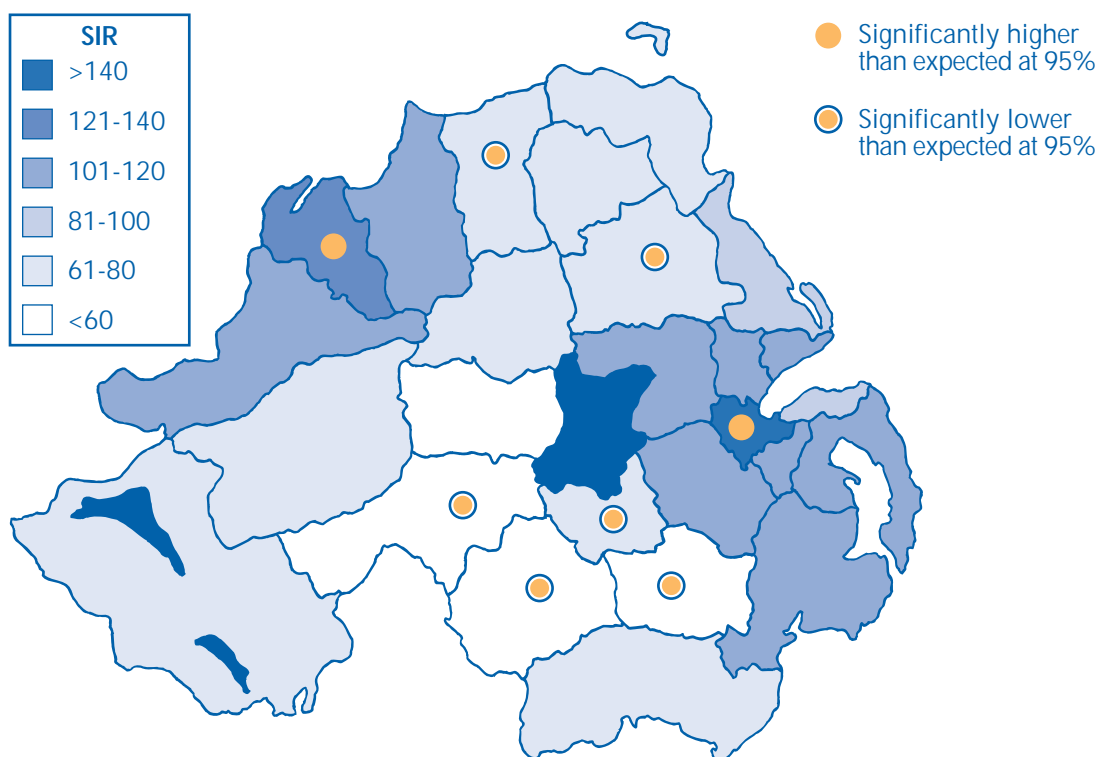 SIR
>140
121-140
101-120
81-100
61-80
<60
Significantly higher
than expected at 95%
Significantly lower
than expected at 95%